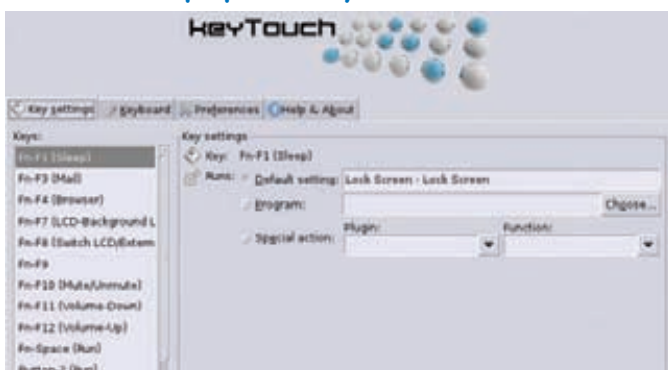 keyTouch
Key settings Keyboard Preferences Help & About
Keys:
Fn-F1 (Sleep)
Fn-F3 (Mail)
Fn-F4 (Browser)
Fn-F7 (LCD-Background L
Fn-F8 (Switch LCD/Extern
Fn-F9
Fn-F10 (Mute/Unmute)
Fn-F11 (Volume-Down)
Fn-F12 (Volume-Up)
Fn-Space (Run)
Key settings
Key: Fn-F1 (Sleep)
Runs: Default setting: Lock Screen - Lock Screen
Program: Choose...
Special action: Plugin: Function: